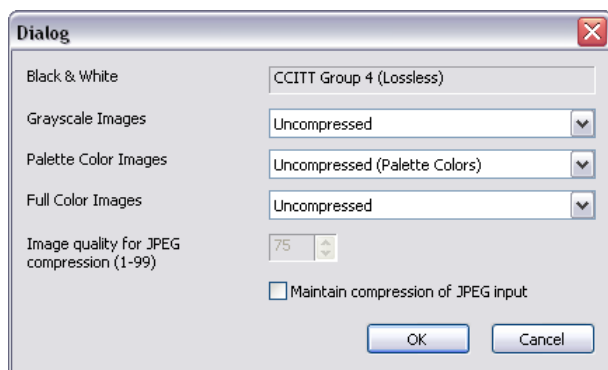 Dialog
Black & White CCITT Group 4 (Lossless)
Grayscale Images Uncompressed
Palette Color Images Uncompressed (Palette Colors)
Full Color Images Uncompressed
Image quality for JPEG
compression (1-99) 75
Maintain compression of JPEG input
OK Cancel